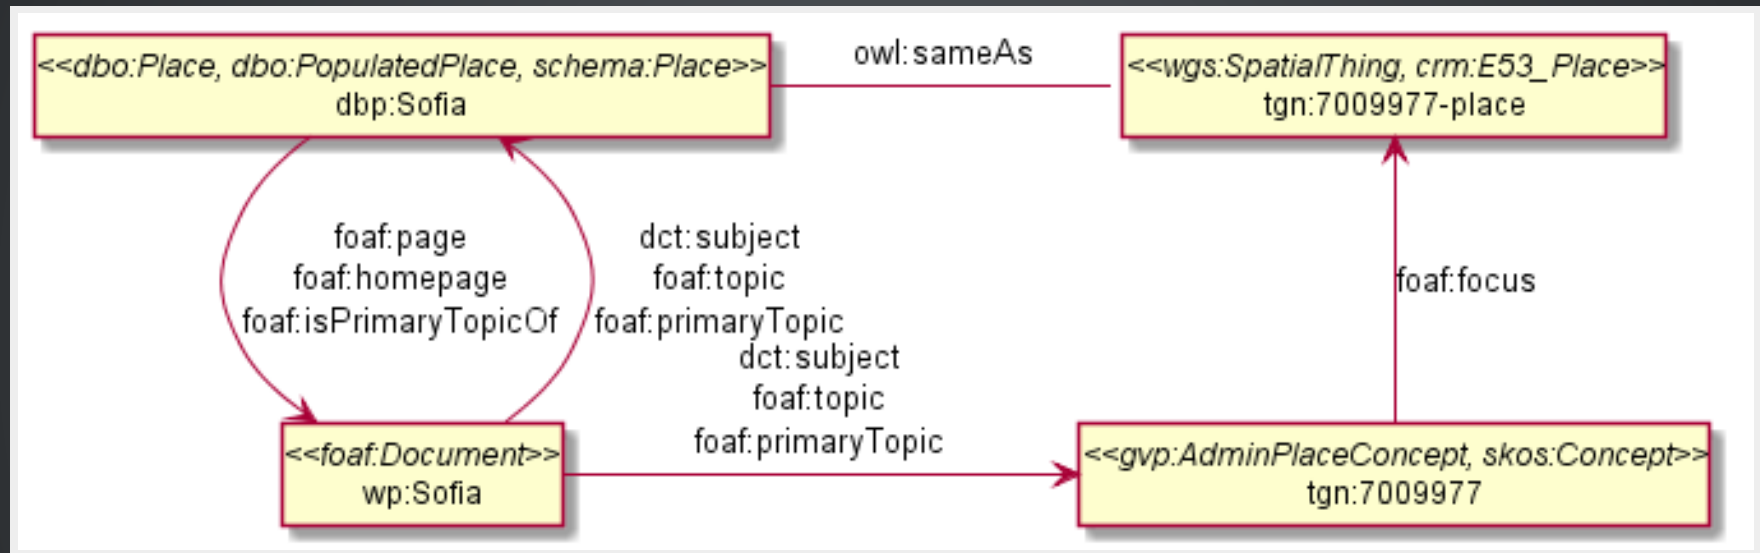 <<dbo:Place, dbo:PopulatedPlace, schema:Place>>
dbp:Sofia
owl:sameAs
<<wgs:SpatialThing, crm:E53_Place>>
tgn:7009977-place
foaf:page
foaf:homepage
foaf:isPrimaryTopicOf
dct:subject
foaf:topic
foaf:primaryTopic
foaf:focus
dct:subject
foaf:topic
foaf:primaryTopic
<<foaf:Document>>
wp:Sofia
<<gvp:AdminPlaceConcept, skos:Concept>>
tgn:7009977